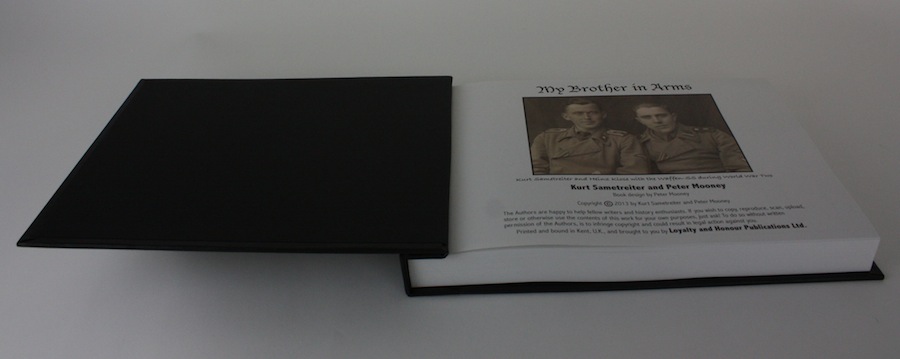 My Brother in Arms
Kurt Sametreiter and Heinz Kloss with the Waffen-SS during World War Two
Kurt Sametreiter and Peter Mooney
Book design by Peter Mooney
Copyright © 2013 by Kurt Sametreiter and Peter Mooney
The Authors are happy to help fellow writers and history enthusiasts. If you wish to copy, reproduce, scan, upload,
store or otherwise use the contents of this work for your own purposes, just ask! To do so without written
permission of the Authors, is to infringe copyright and could result in legal action against you.
Printed and bound in Kent, U.K., and brought to you by Loyalty and Honour Publications Ltd.